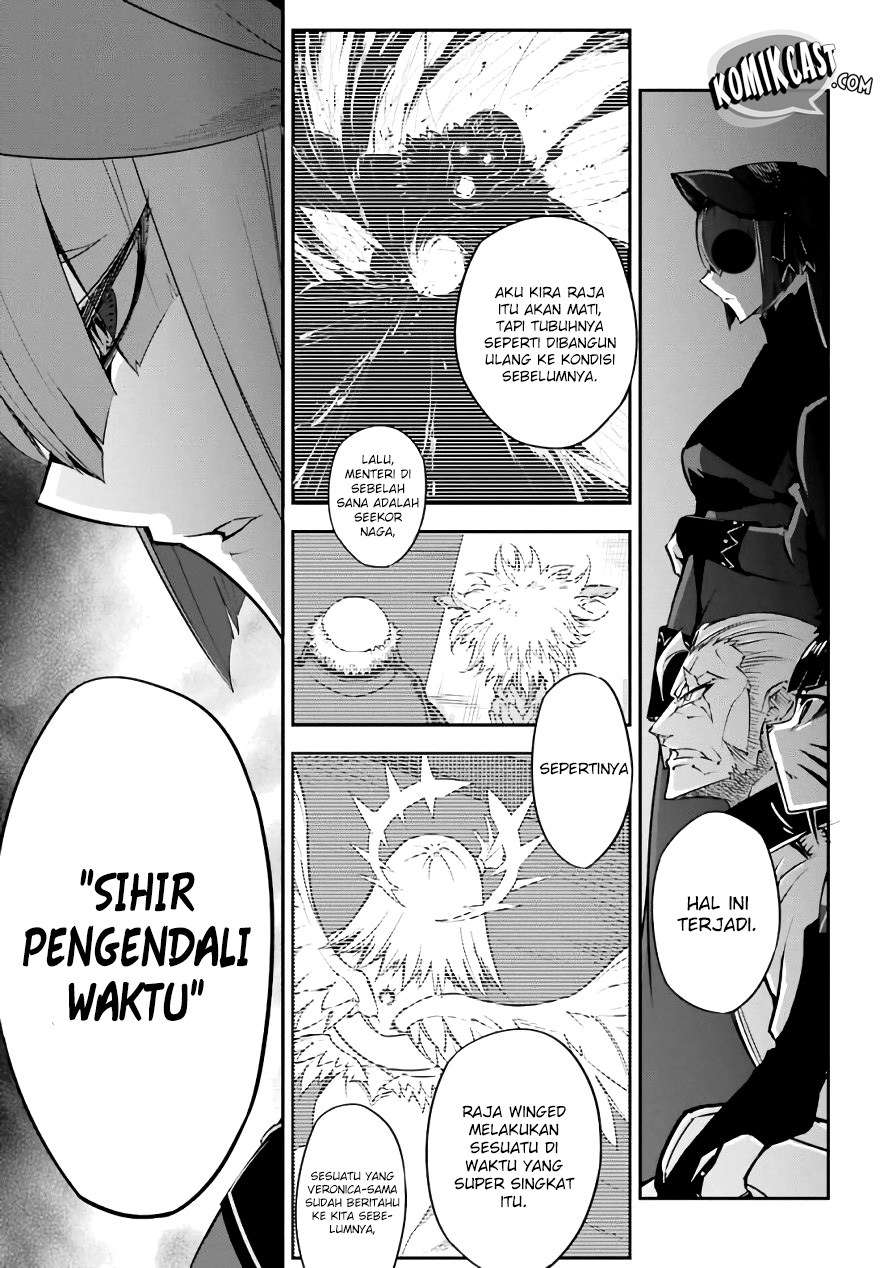 KOMIKCAST
.COM
HAL INI
TERJADI.
AKU KIRA RAJA
ITU AKAN MATI,
TAPI TUBUHNYA
SEPERTI DIBANGUN
ULANG KE KONDISI
SEBELUMNYA.
LALU,
MENTERI DI
SEBELAH
SANA ADALAH
SEEKOR
NAGA,
SEPERTINYA
RAJA WINGED
MELAKUKAN
SESUATU DI
WAKTU YANG
SUPER SINGKAT
ITU.
SESUATU YANG
VERONICA-SAMA
SUDAH BERITAHU
KE KITA SEBE-
LUMNYA,
"SIHIR
PENGENDALI
WAKTU"